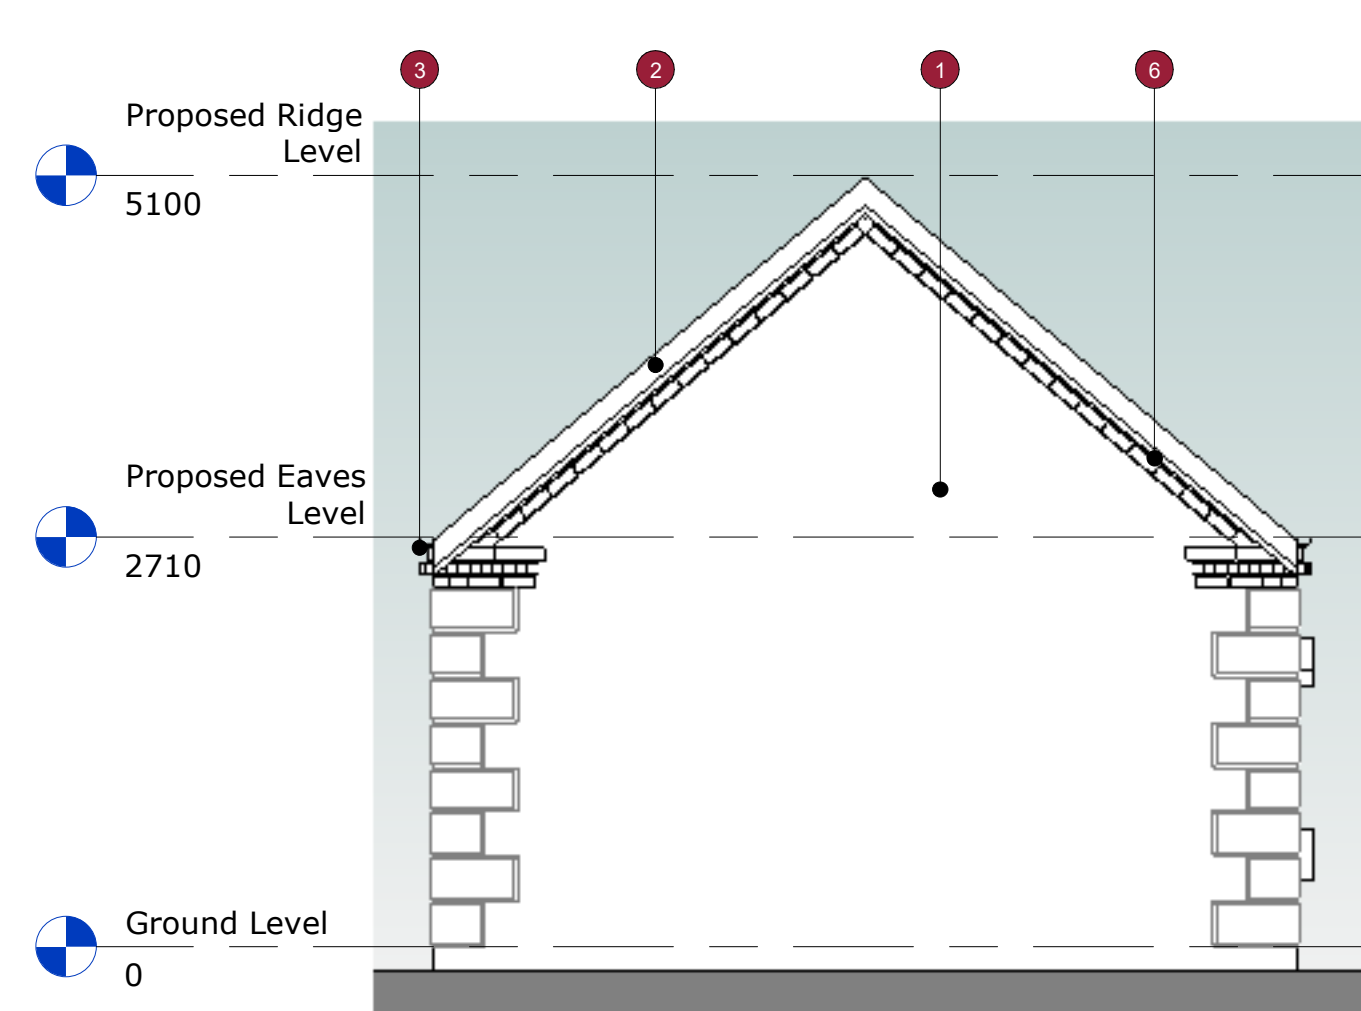 3 2 1 6
Proposed Ridge
Level
5100
Proposed Eaves
Level
2710
Ground Level
0